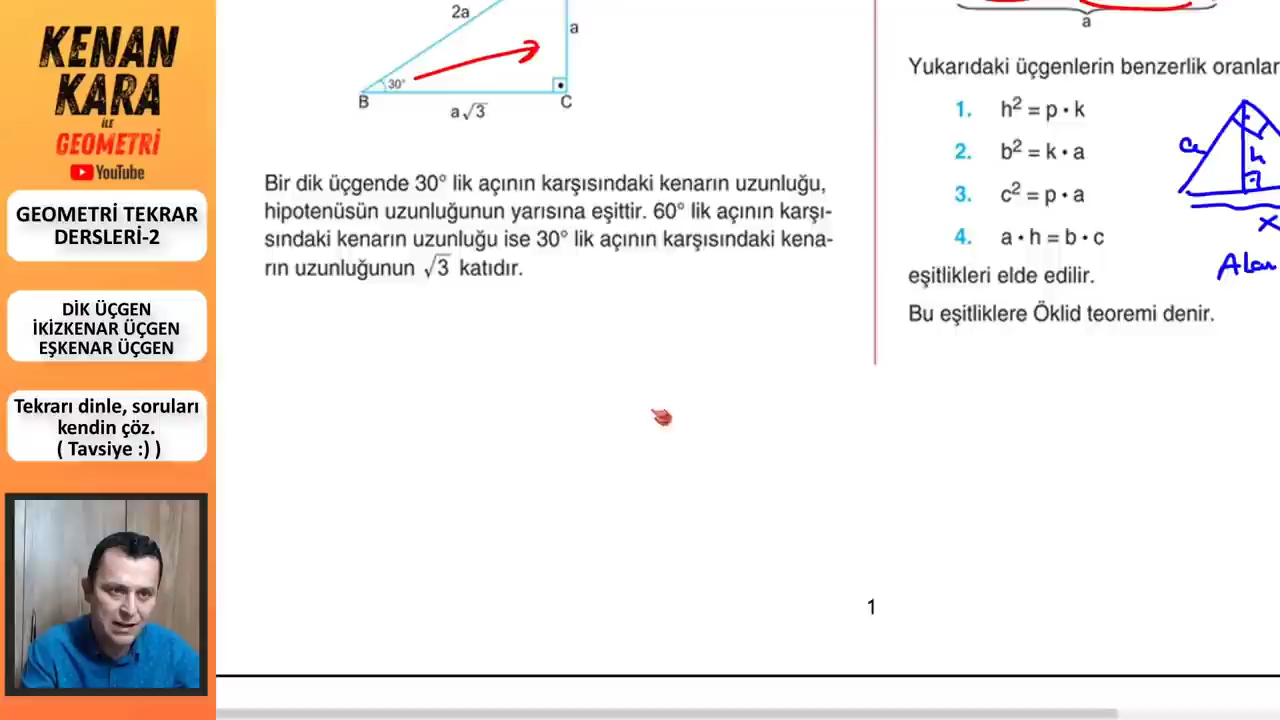 KENAN
KARA
İLE
GEOMETRİ
YouTube
GEOMETRİ TEKRAR
DERSLERİ-2
DİK ÜÇGEN
İKİZKENAR ÜÇGEN
EŞKENAR ÜÇGEN
Tekrarı dinle, soruları
kendin çöz.
( Tavsiye :) )
2a
a
30°
B
C
a√3
Bir dik üçgende 30° lik açının karşısındaki kenarın uzunluğu,
hipotenüsün uzunluğunun yarısına eşittir. 60° lik açının karşı-
sındaki kenarın uzunluğu ise 30° lik açının karşısındaki kena-
rın uzunluğunun √3 katıdır.
a
Yukarıdaki üçgenlerin benzerlik oranlar
1. h² = p · k
2. b² = k · a
3. c² = p · a
4. a · h = b · c
eşitlikleri elde edilir.
Bu eşitliklere Öklid teoremi denir.
h
x
Alan
1